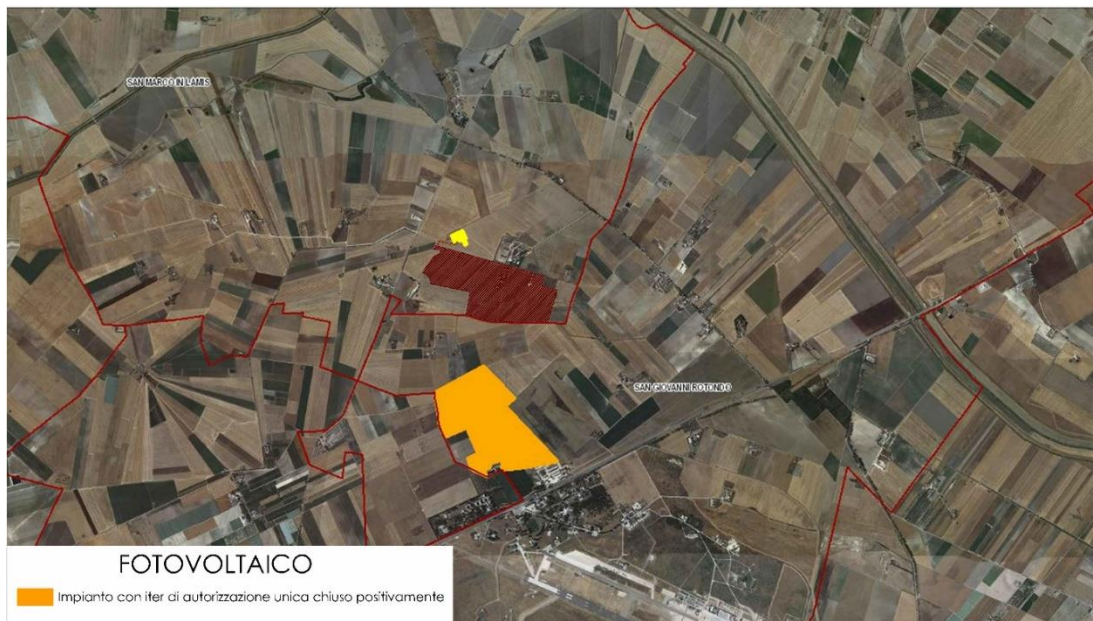 SAN MARCO IN LAMIS
SAN GIOVANNI ROTONDO
FOTOVOLTAICO
Impianto con iter di autorizzazione unica chiuso positivamente